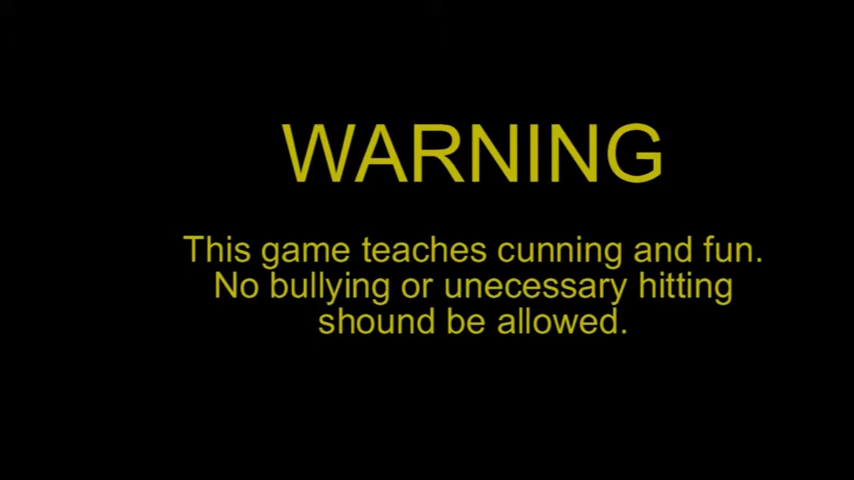 WARNING
This game teaches cunning and fun.
No bullying or unecessary hitting
shound be allowed.